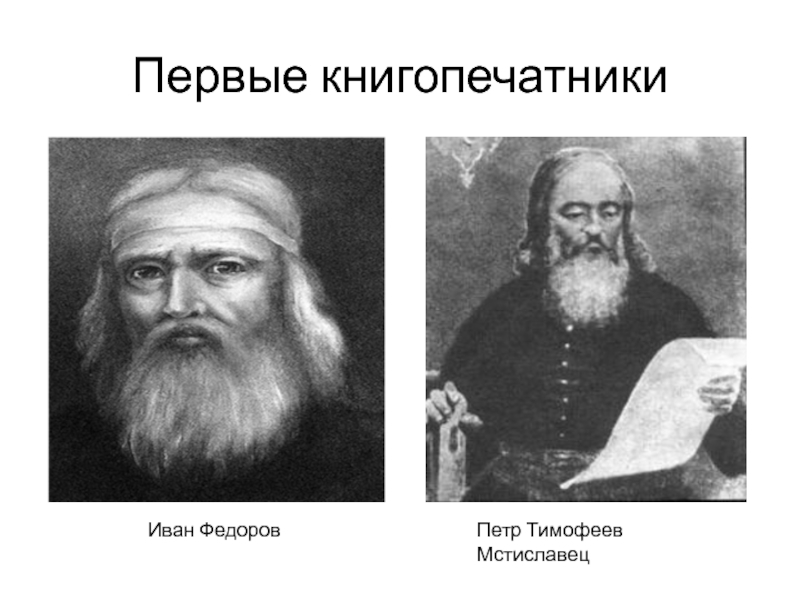 Первые книгопечатники
Иван Федоров
Петр Тимофеев
Мстиславец